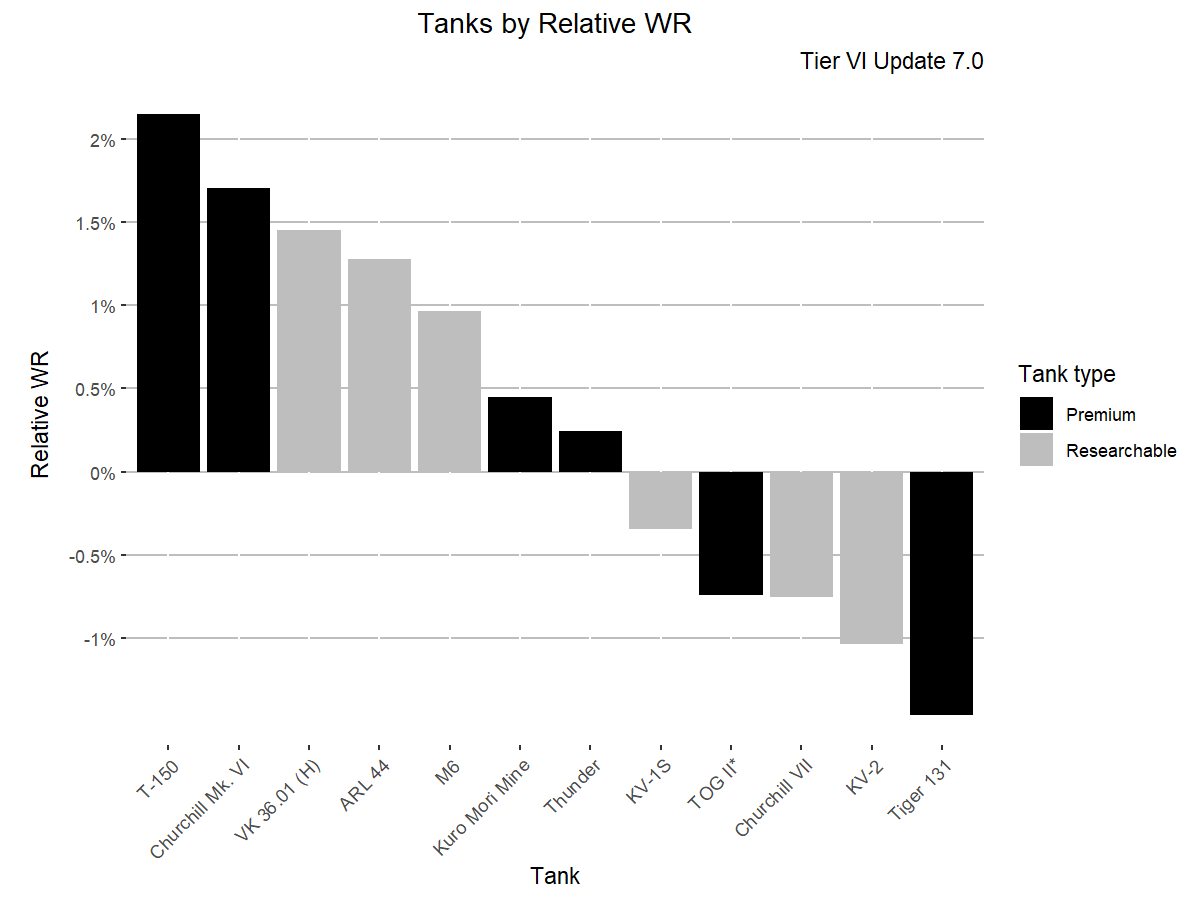 Tanks by Relative WR
Tier VI Update 7.0
2%
1.5%
1%
0.5%
0%
-0.5%
-1%
Relative WR
T-150
Churchill Mk. VI
VK 36.01 (H)
ARL 44
M6
Kuro Mori Mine
Thunder
KV-1S
TOG II*
Churchill VII
KV-2
Tiger 131
Tank
Tank type
Premium
Researchable